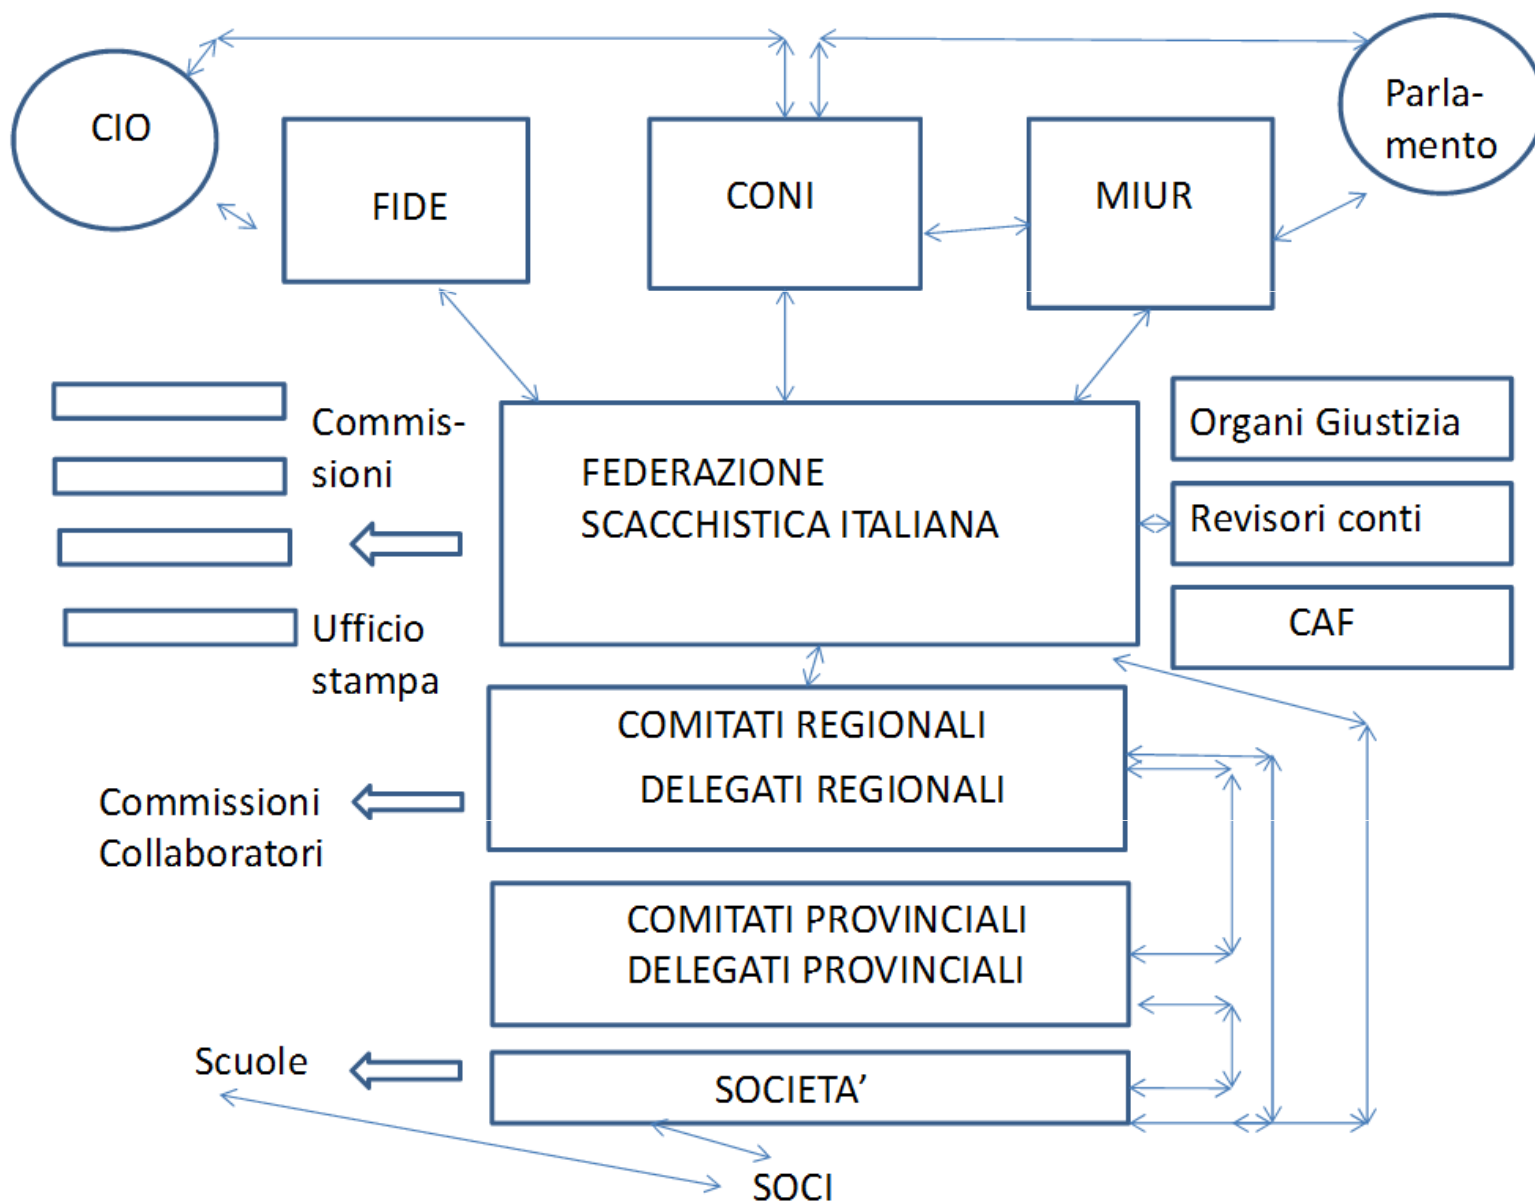 CIO
FIDE
CONI
MIUR
Parla-
mento
Commis-
sioni
Ufficio
stampa
FEDERAZIONE
SCACCHISTICA ITALIANA
Organi Giustizia
Revisori conti
CAF
COMITATI REGIONALI
DELEGATI REGIONALI
Commissioni
Collaboratori
COMITATI PROVINCIALI
DELEGATI PROVINCIALI
Scuole
SOCIETA’
SOCI